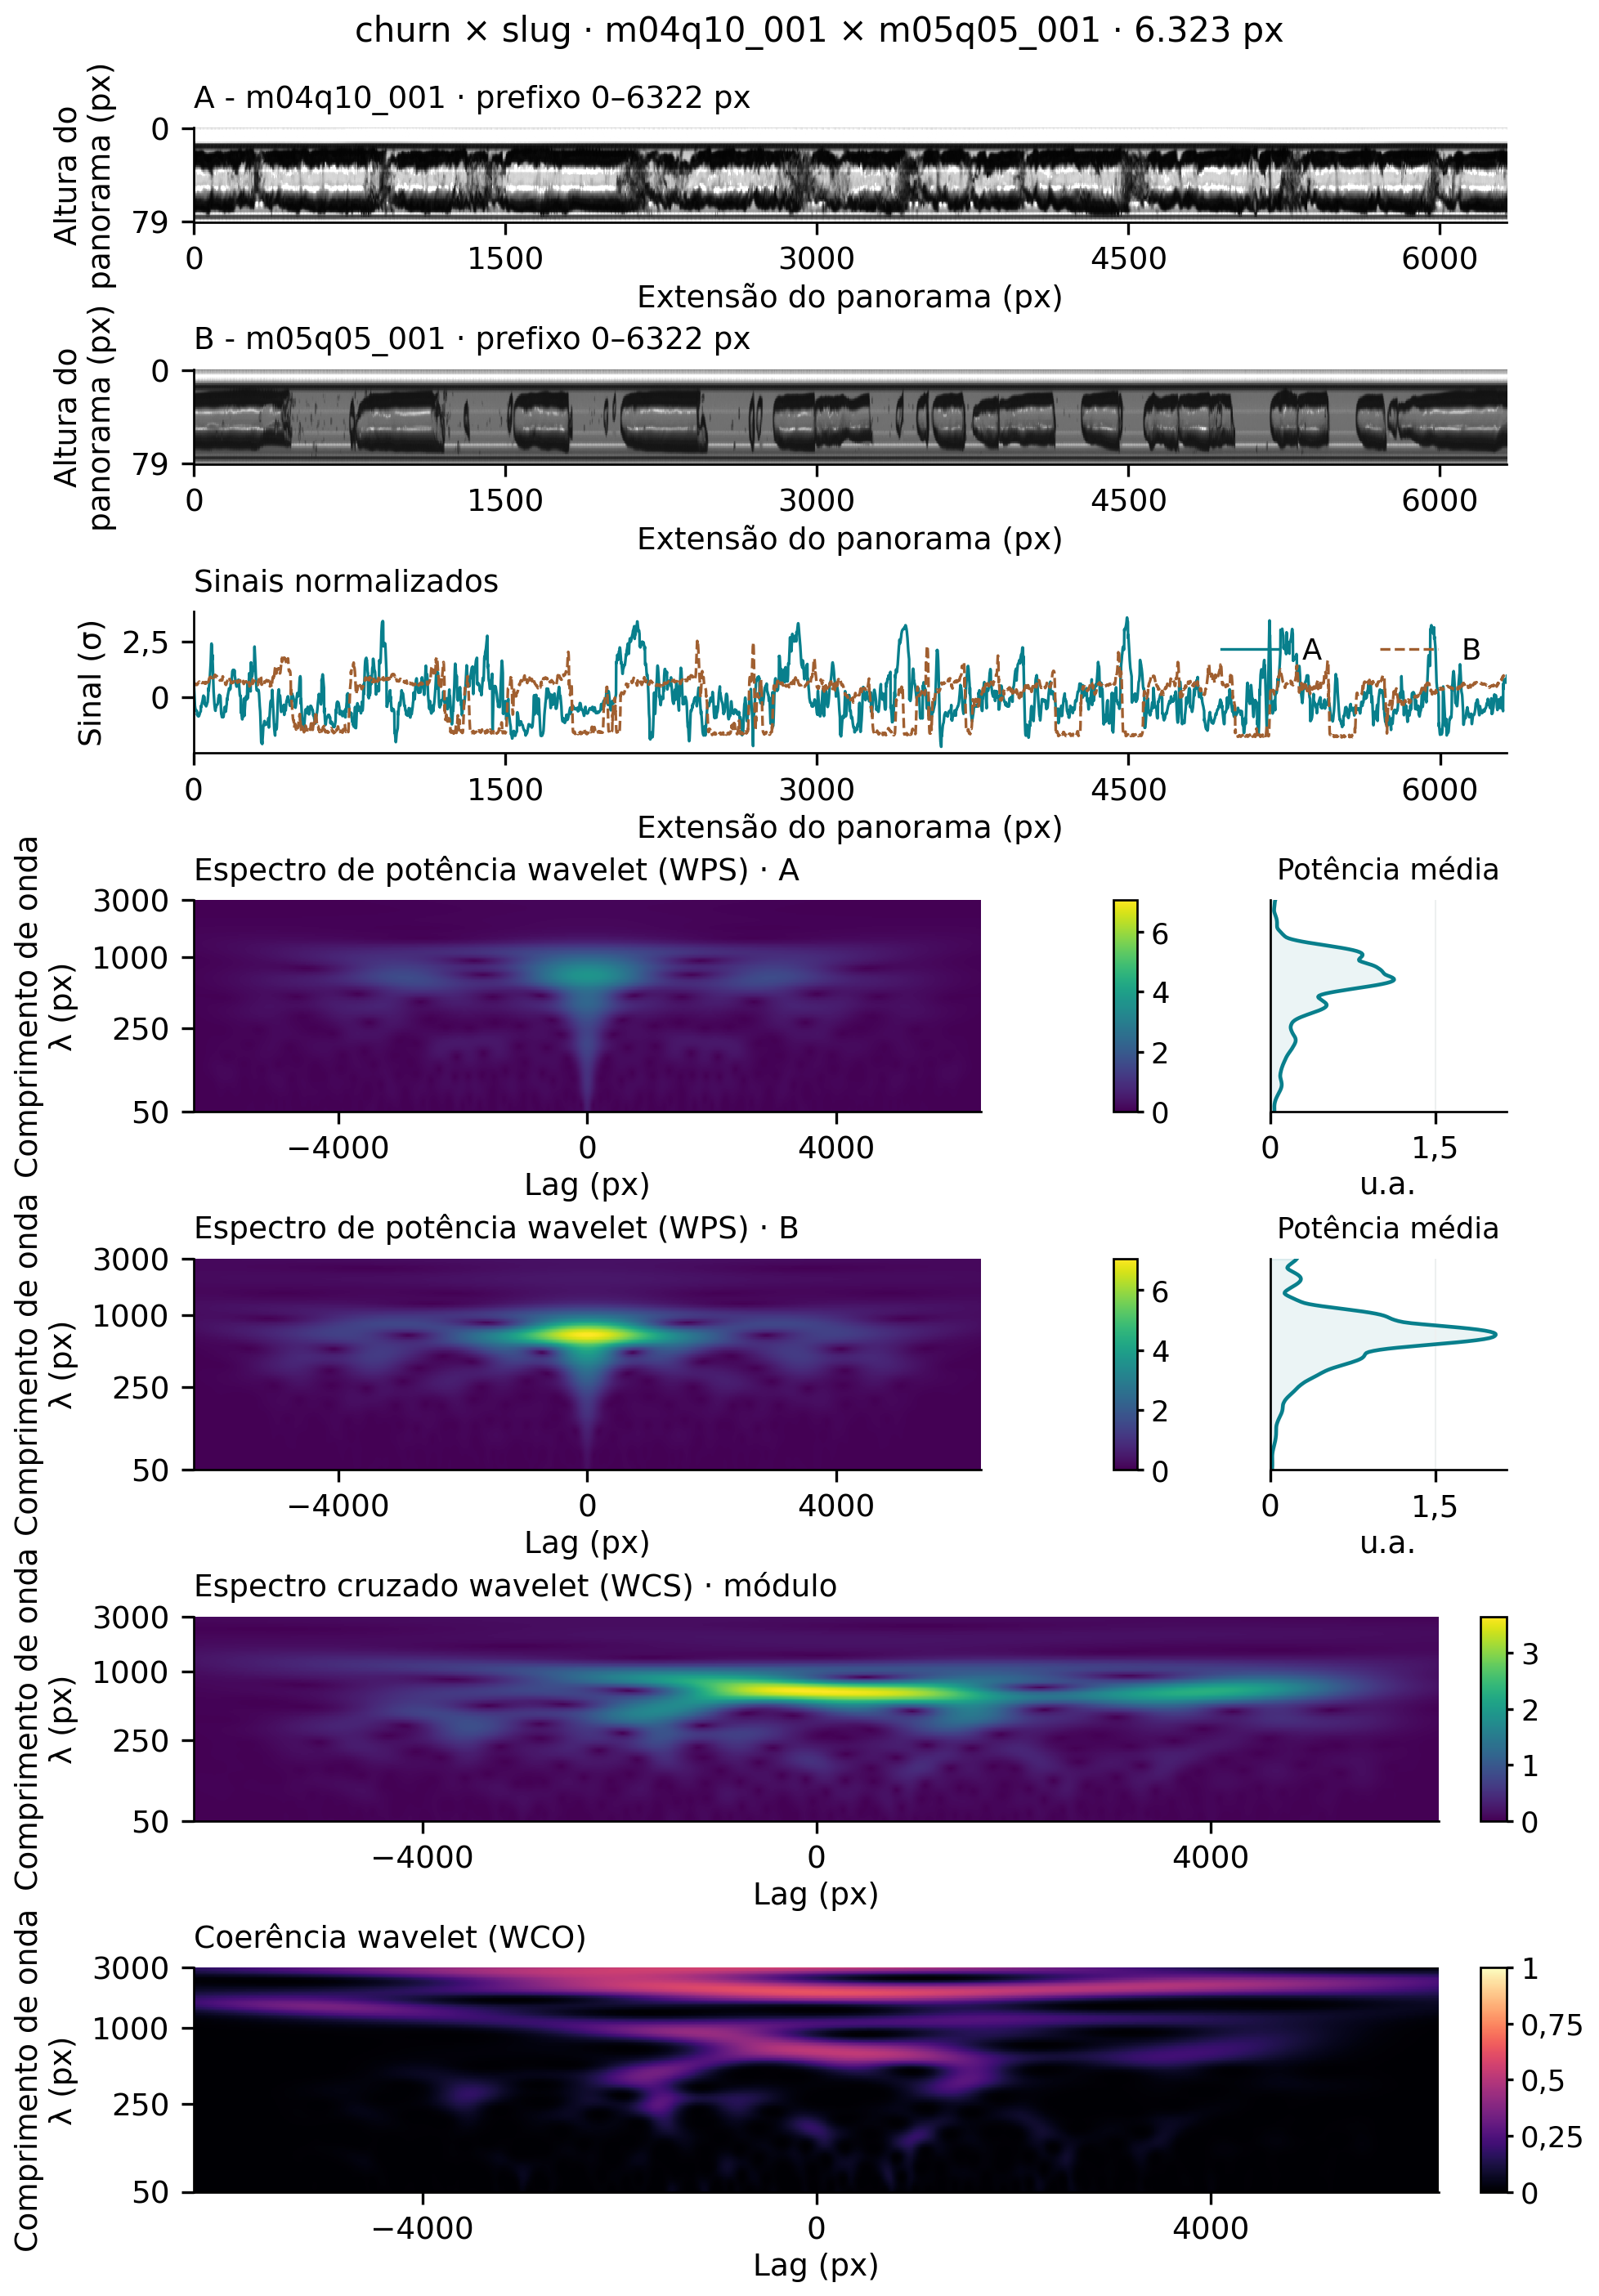 churn × slug · m04q10_001 × m05q05_001 · 6.323 px
A - m04q10_001 · prefixo 0–6322 px
Altura do
panorama (px)
0
79
0 1500 3000 4500 6000
Extensão do panorama (px)
B - m05q05_001 · prefixo 0–6322 px
Altura do
panorama (px)
0
79
0 1500 3000 4500 6000
Extensão do panorama (px)
Sinais normalizados
Sinal (σ)
2,5
0
A B
0 1500 3000 4500 6000
Extensão do panorama (px)
Espectro de potência wavelet (WPS) · A
Comprimento de onda
λ (px)
3000
1000
250
50
−4000 0 4000
Lag (px)
6
4
2
0
Potência média
0 1,5
u.a.
Espectro de potência wavelet (WPS) · B
Comprimento de onda
λ (px)
3000
1000
250
50
−4000 0 4000
Lag (px)
6
4
2
0
Potência média
0 1,5
u.a.
Espectro cruzado wavelet (WCS) · módulo
Comprimento de onda
λ (px)
3000
1000
250
50
−4000 0 4000
Lag (px)
3
2
1
0
Coerência wavelet (WCO)
Comprimento de onda
λ (px)
3000
1000
250
50
−4000 0 4000
Lag (px)
1
0,75
0,5
0,25
0